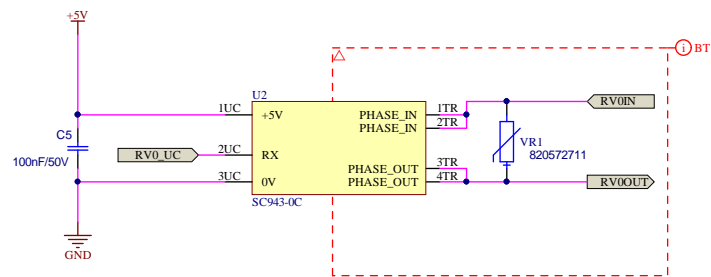 +5V
i BT
U2
1UC +5V PHASE_IN 1TR RV0IN
PHASE_IN 2TR
C5
100nF/50V
RV0_UC 2UC RX
VR1
820572711
PHASE_OUT 3TR
3UC 0V PHASE_OUT 4TR RV0OUT
SC943-0C
GND